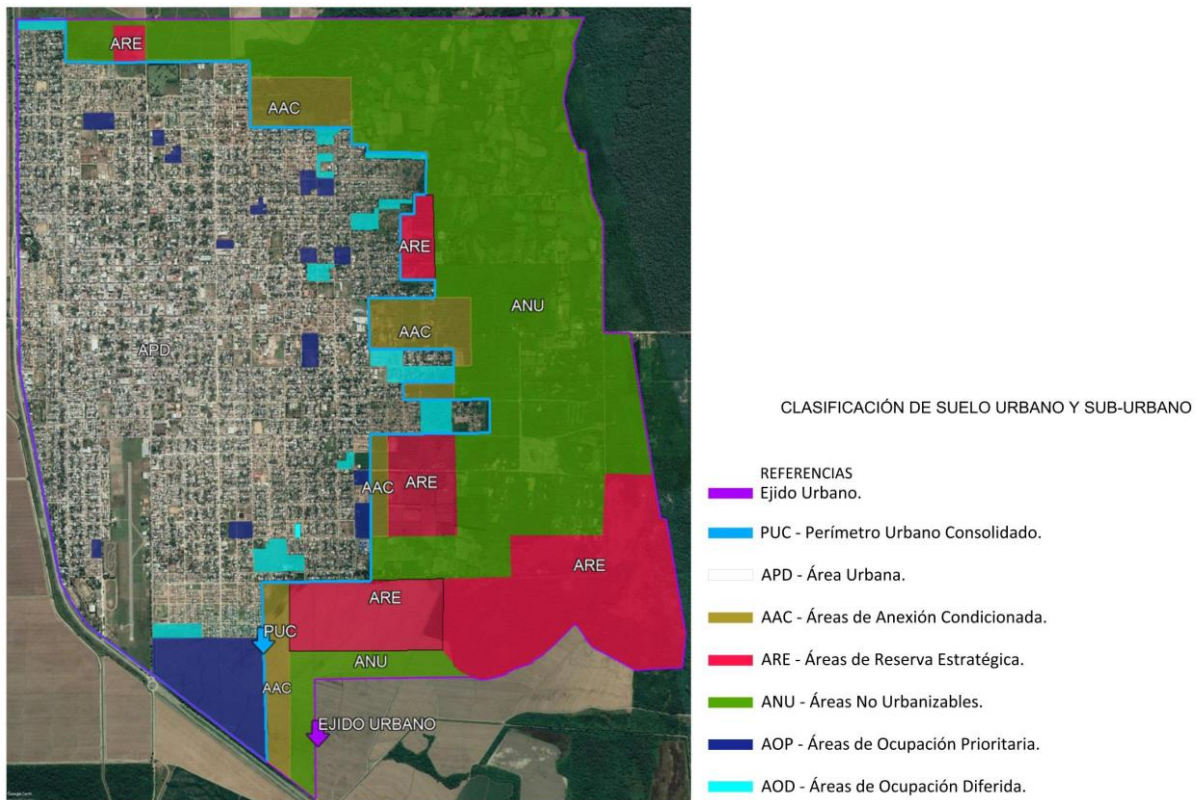 ARE
AAC
ARE
ANU
AAC
APD
AAC
ARE
ARE
ARE
PUC
ANU
AAC
EJIDO URBANO
Google Earth
CLASIFICACIÓN DE SUELO URBANO Y SUB-URBANO
REFERENCIAS
Ejido Urbano.
PUC - Perímetro Urbano Consolidado.
APD - Área Urbana.
AAC - Áreas de Anexión Condicionada.
ARE - Áreas de Reserva Estratégica.
ANU - Áreas No Urbanizables.
AOP - Áreas de Ocupación Prioritaria.
AOD - Áreas de Ocupación Diferida.